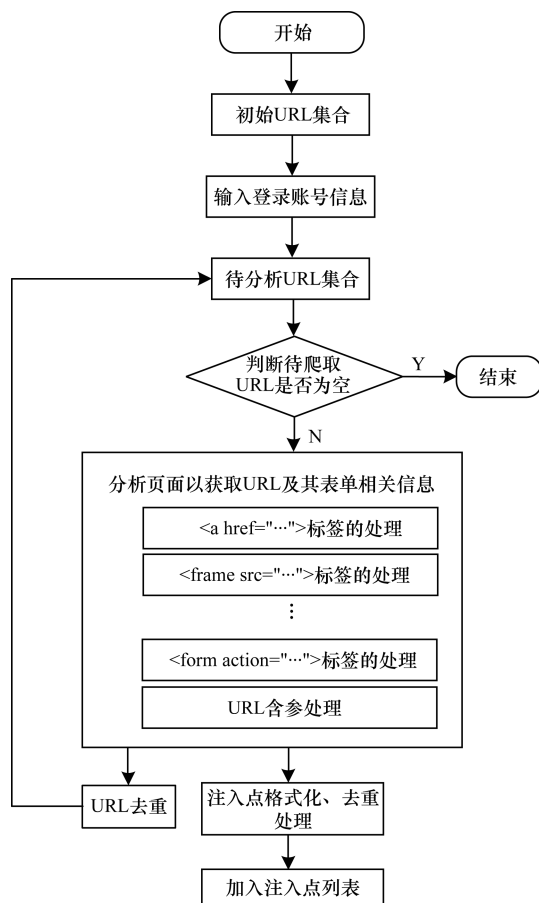 开始
初始URL集合
输入登录账号信息
待分析URL集合
判断待爬取
URL是否为空
Y
结束
N
分析页面以获取URL及其表单相关信息
<a href="···">标签的处理
<frame src="···">标签的处理
⋮
<form action="···">标签的处理
URL含参处理
URL去重
注入点格式化、去重
处理
加入注入点列表